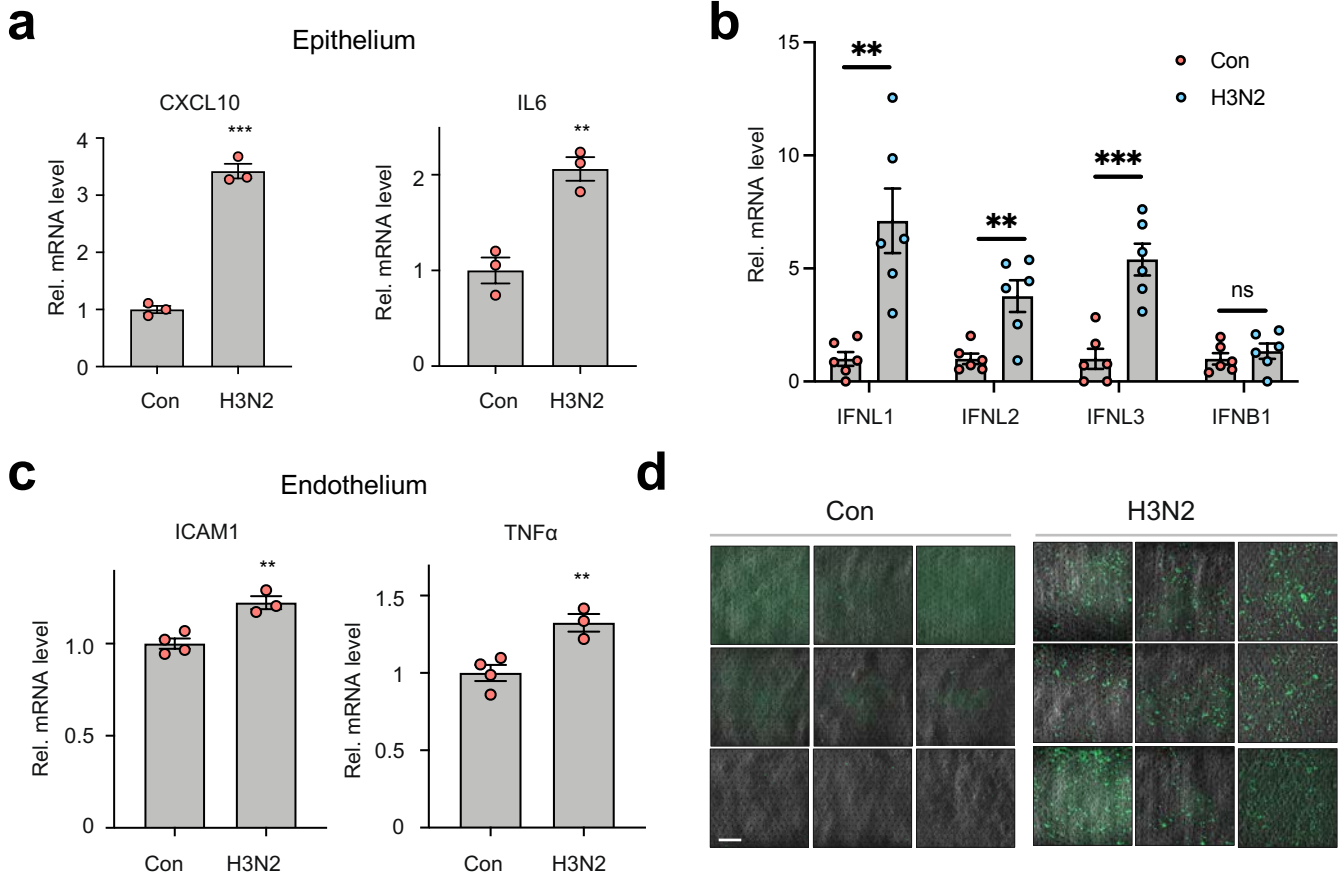 a
Epithelium
CXCL10
***
Rel. mRNA level
4
3
2
1
0
Con H3N2
IL6
**
Rel. mRNA level
2
1
0
Con H3N2
b
Con
H3N2
Rel. mRNA level
15
10
5
0
**
**
***
ns
IFNL1 IFNL2 IFNL3 IFNB1
c
Endothelium
ICAM1
**
Rel. mRNA level
1.0
0.5
0
Con H3N2
TNFα
**
Rel. mRNA level
1.5
1
0.5
0
Con H3N2
d
Con H3N2